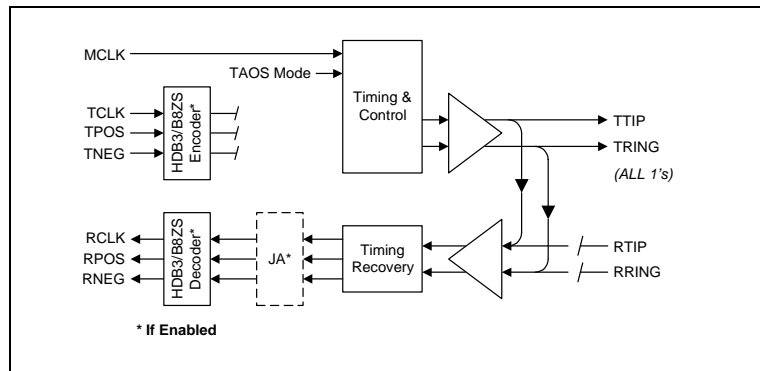 MCLK
TAOS Mode
Timing &
Control
TCLK
TPOS
TNEG
HDB3/B8ZS
Encoder*
TTIP
TRING
(ALL 1's)
RCLK
RPOS
RNEG
HDB3/B8ZS
Decoder*
JA*
Timing
Recovery
RTIP
RRING
* If Enabled